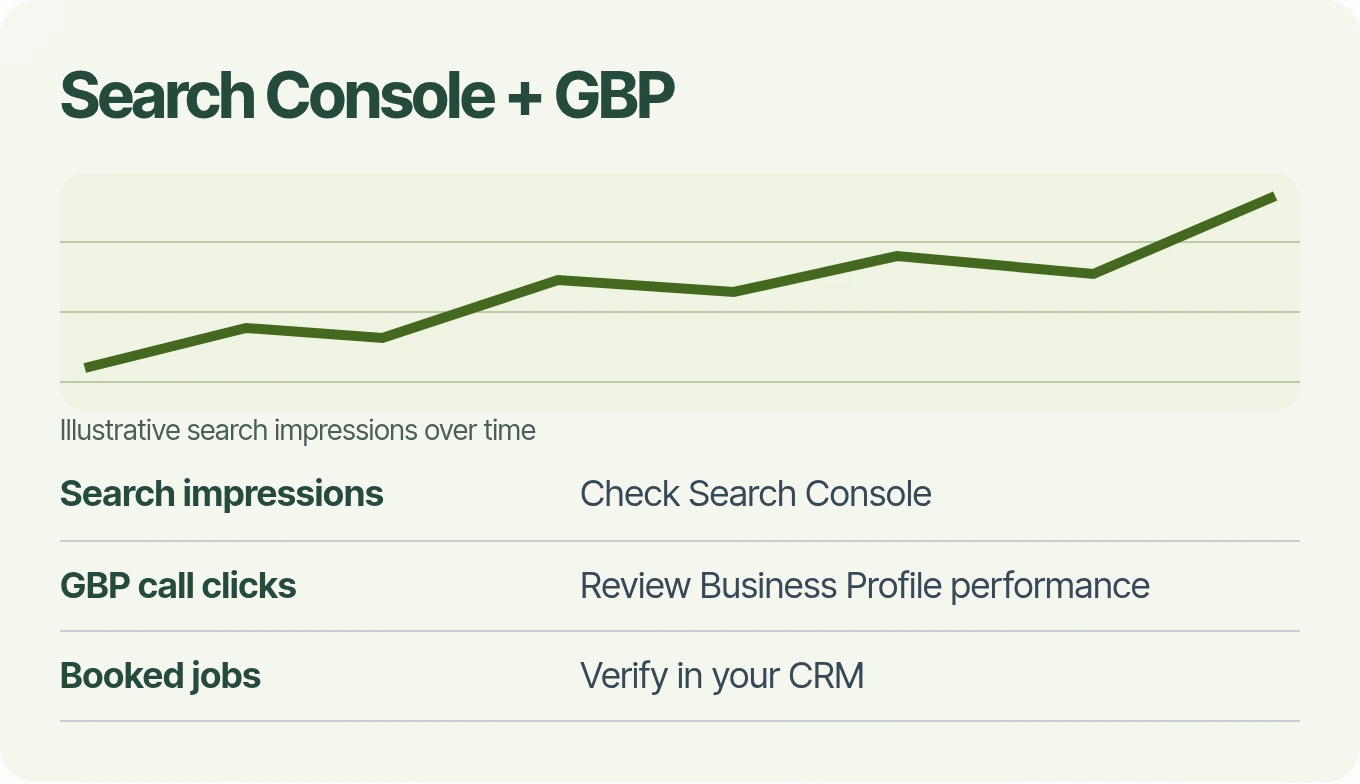 Search Console + GBP
Illustrative search impressions over time
Search impressions Check Search Console
GBP call clicks Review Business Profile performance
Booked jobs Verify in your CRM